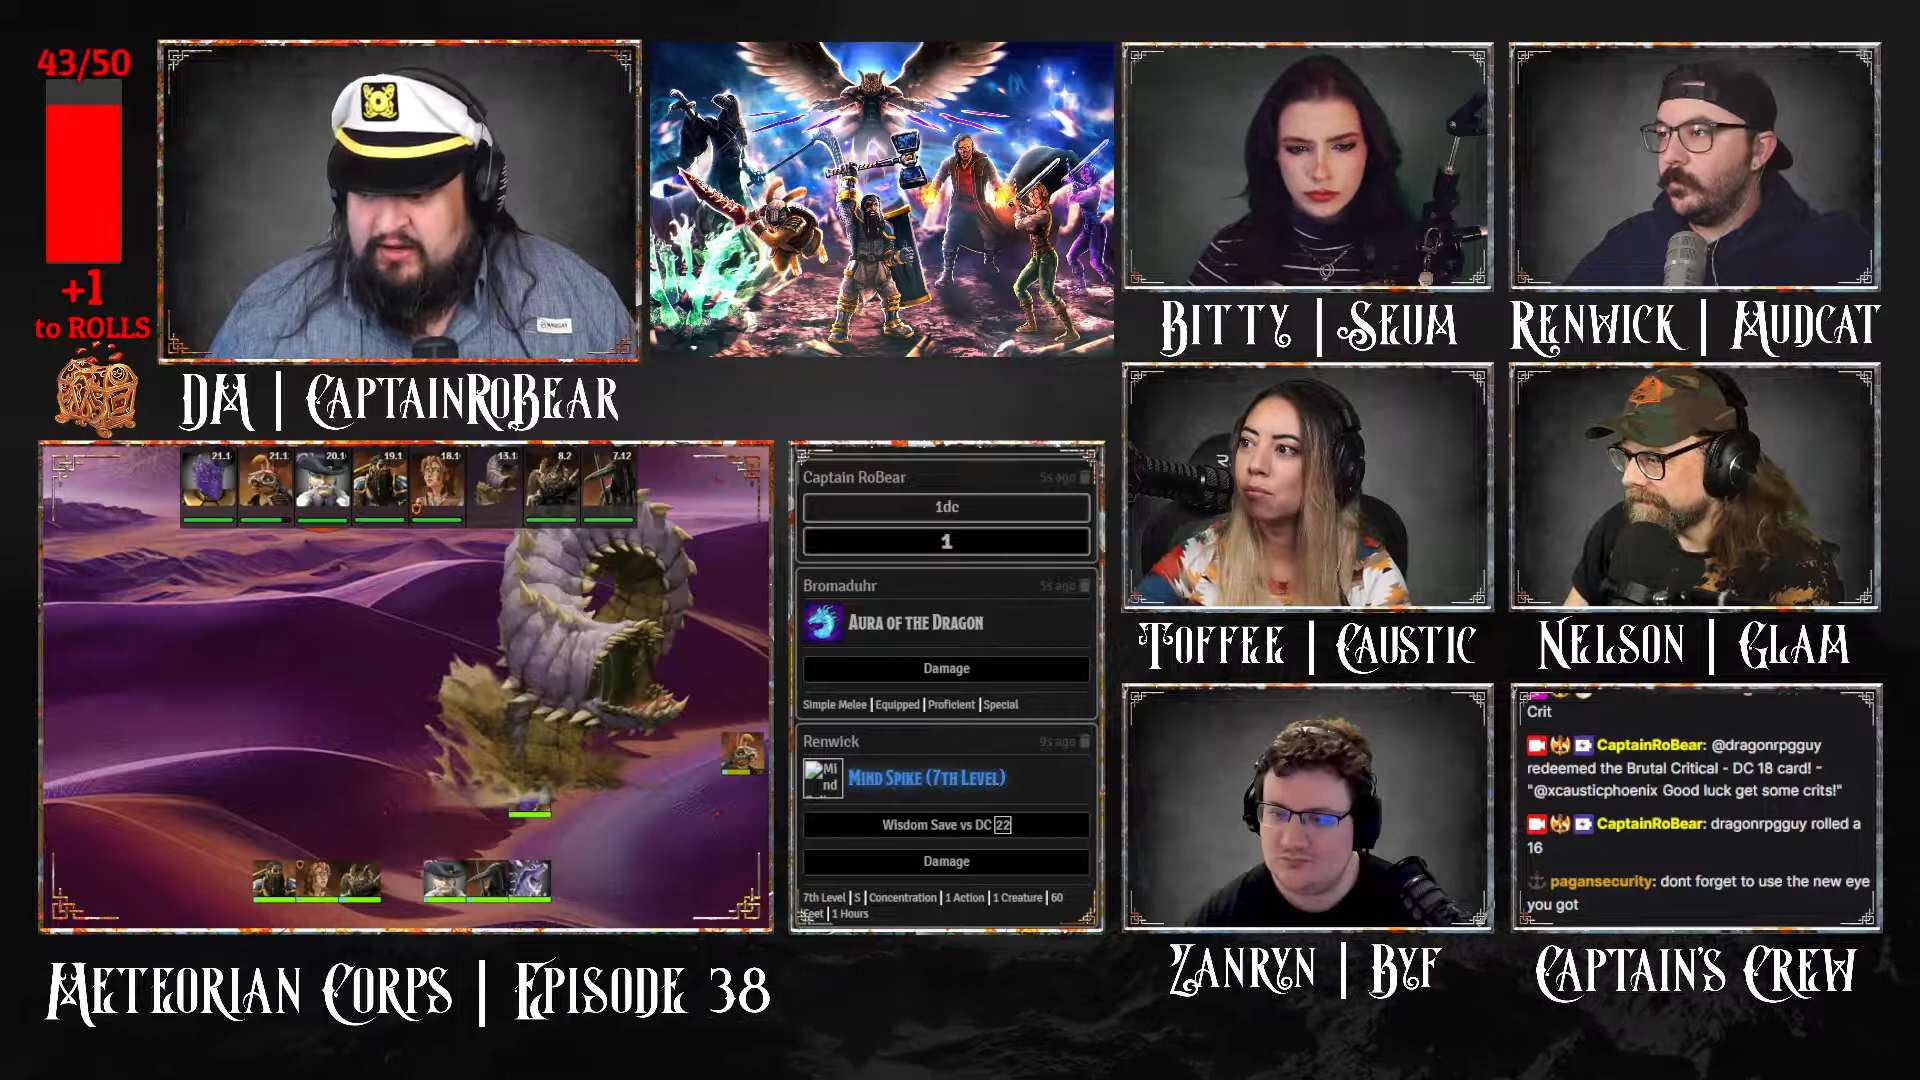 43/50
+1
to ROLLS
DM | CaptainRoBear
Bitty | Seum
Renwick | Mudcat
Toffee | Caustic
Nelson | Glam
Zanryn | Byf
Captain's Crew
Meteorian Corps | Episode 38
21.1
21.1
20.1
19.1
18.1
13.1
8.2
7.12
Captain RoBear 5s ago
1dc
1
Bromaduhr 5s ago
Aura of the Dragon
Damage
Simple Melee | Equipped | Proficient | Special
Renwick 9s ago
Mi
nd
Mind Spike (7th Level)
Wisdom Save vs DC 22
Damage
7th Level | S | Concentration | 1 Action | 1 Creature | 60
Feet | 1 Hours
Crit
CaptainRoBear: @dragonrpgguy
redeemed the Brutal Critical - DC 18 card! -
"@xcausticphoenix Good luck get some crits!"
CaptainRoBear: dragonrpgguy rolled a
16
pagansecurity: dont forget to use the new eye
you got